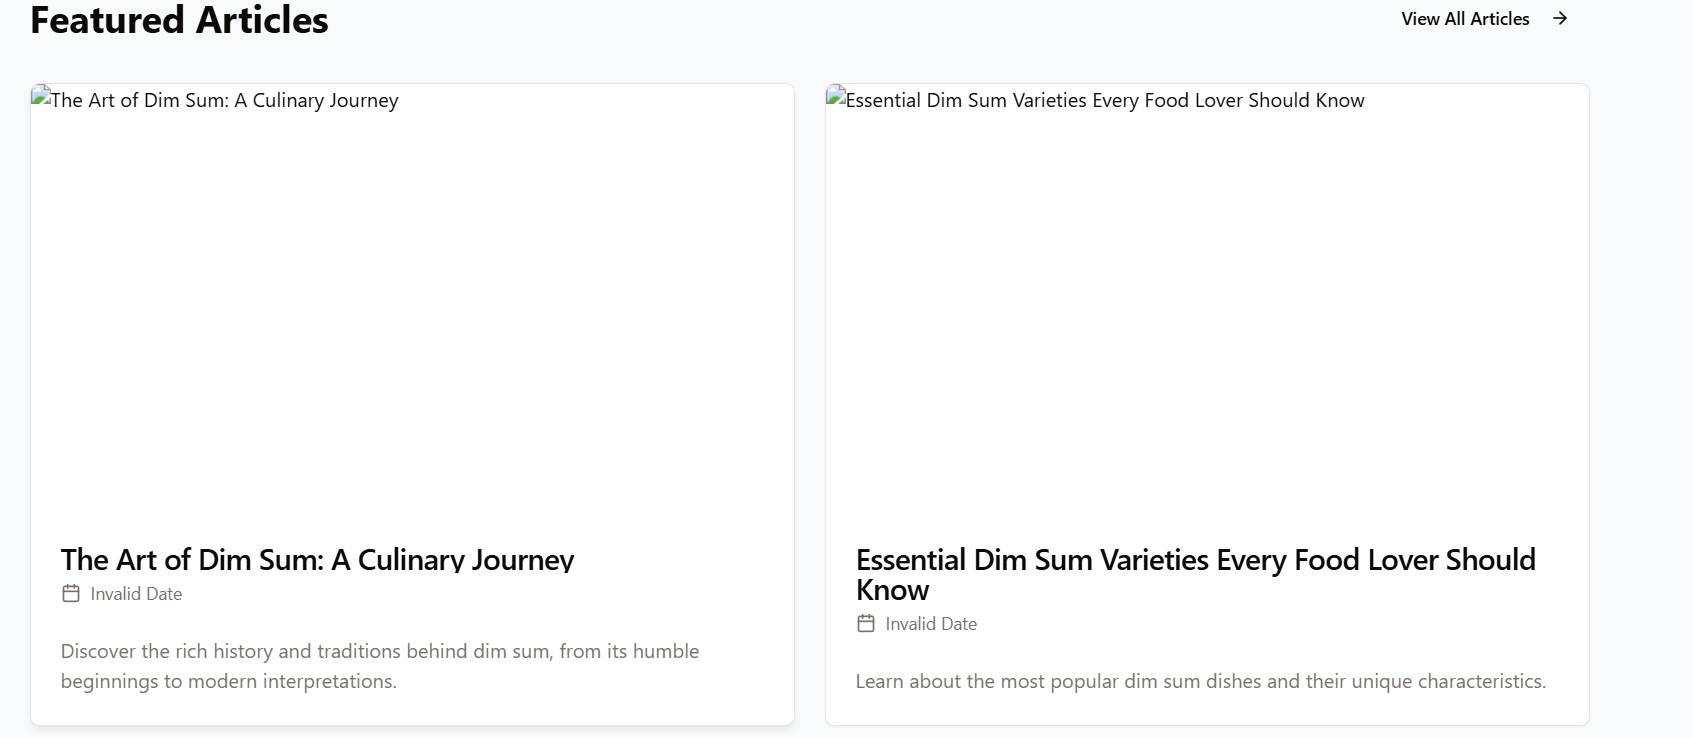 Featured Articles
View All Articles
The Art of Dim Sum: A Culinary Journey
Essential Dim Sum Varieties Every Food Lover Should Know
The Art of Dim Sum: A Culinary Journey
Invalid Date
Discover the rich history and traditions behind dim sum, from its humble
beginnings to modern interpretations.
Essential Dim Sum Varieties Every Food Lover Should
Know
Invalid Date
Learn about the most popular dim sum dishes and their unique characteristics.